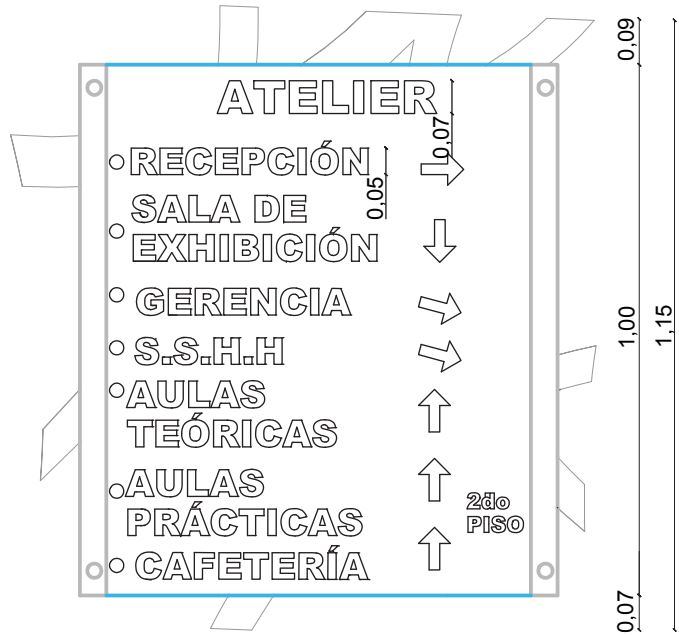 ATELIER
0,09
0,07
RECEPCIÓN
0,05
SALA DE
EXHIBICIÓN
GERENCIA
1,00
1,15
S.S.H.H
AULAS
TEÓRICAS
AULAS
PRÁCTICAS
2do
PISO
CAFETERÍA
0,07